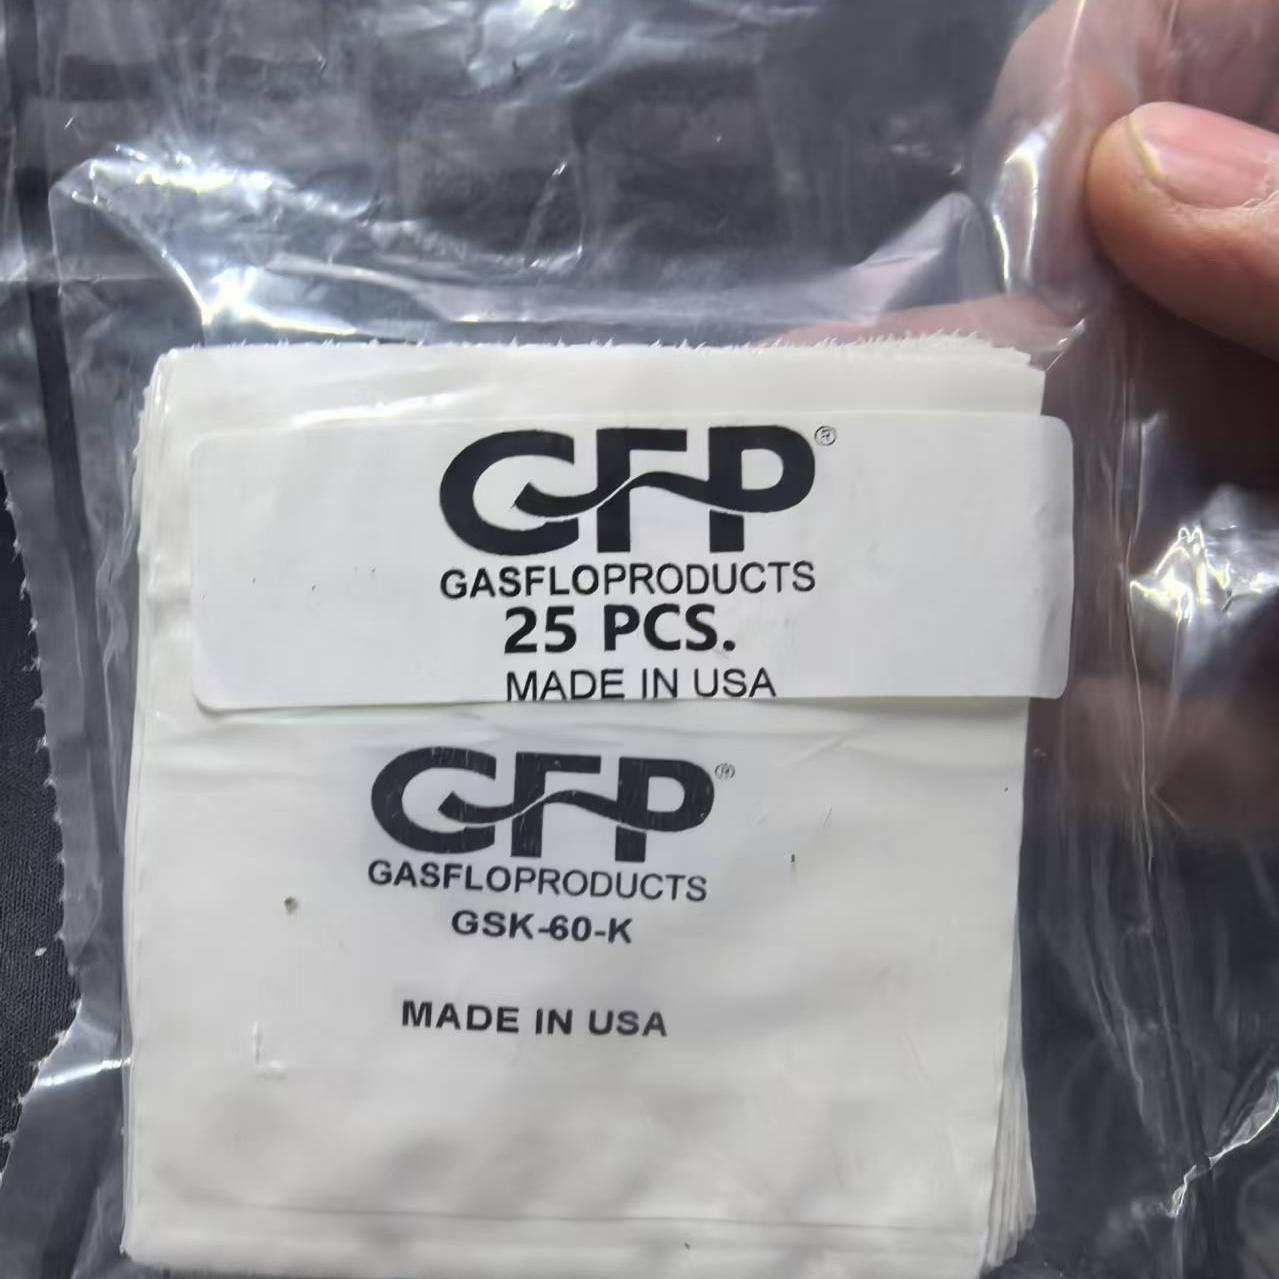 GFP®
GASFLOPRODUCTS
25 PCS.
MADE IN USA
GFP®
GASFLOPRODUCTS
GSK-60-K
MADE IN USA